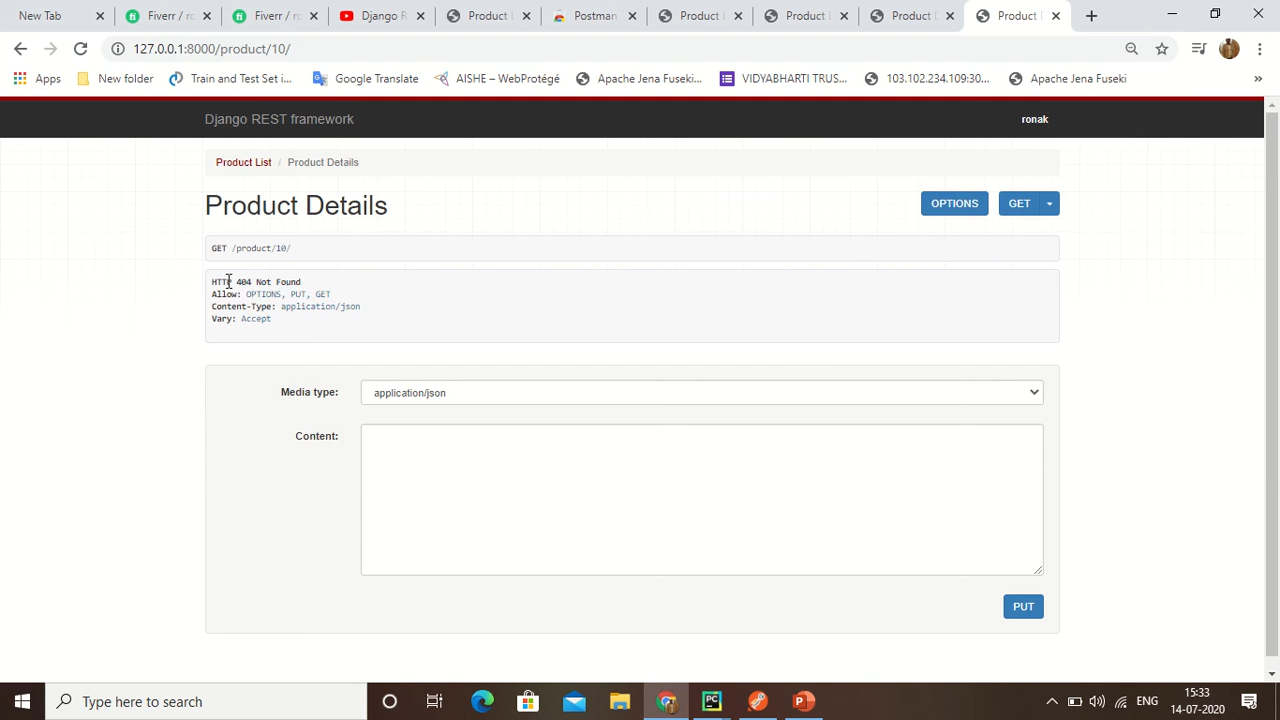 New Tab
Fiverr / ro
Fiverr / ro
Django R
Product L
Postman
Product L
Product
Product D
Product D
127.0.0.1:8000/product/10/
Apps
New folder
Train and Test Set i...
Google Translate
AISHE – WebProtégé
Apache Jena Fuseki...
VIDYABHARTI TRUS...
103.102.234.109:30...
Apache Jena Fuseki
»
Django REST framework
ronak
Product List / Product Details
Product Details
OPTIONS
GET
GET /product/10/
HTTP 404 Not Found
Allow: OPTIONS, PUT, GET
Content-Type: application/json
Vary: Accept
Media type:
application/json
Content:
PUT
Type here to search
ENG
15:33
14-07-2020